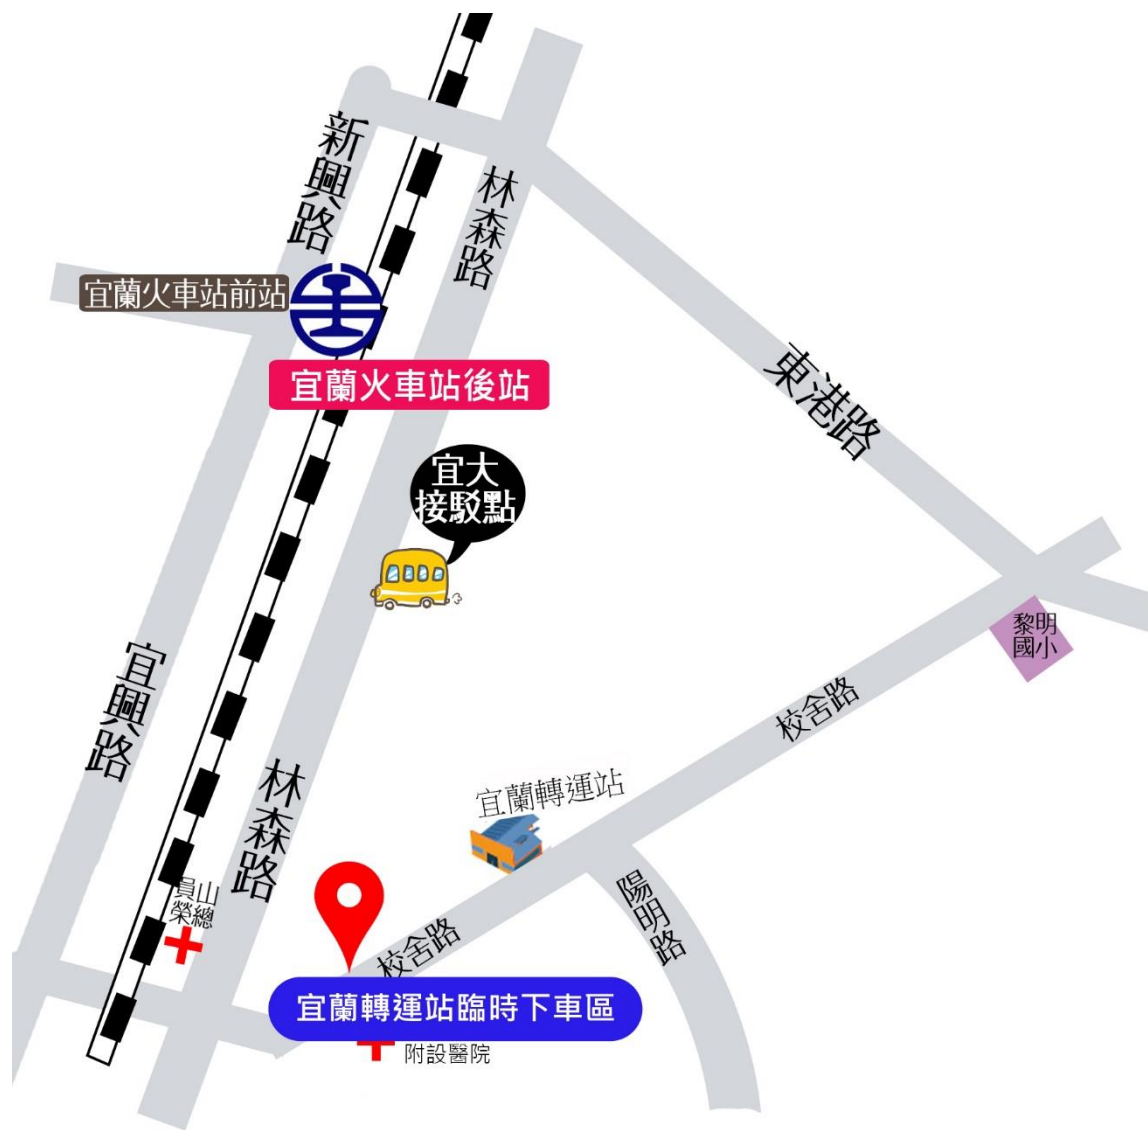 新興路
林森路
宜蘭火車站前站
宜蘭火車站後站
東港路
宜大
接駁點
黎明
國小
宜興路
校舍路
林森路
宜蘭轉運站
員山
榮總
陽明路
校舍路
宜蘭轉運站臨時下車區
附設醫院